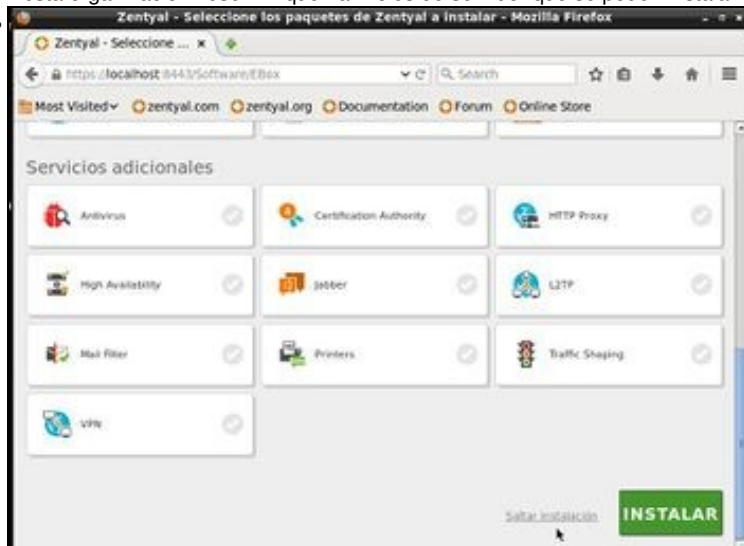 Zentyal - Seleccione los paquetes de Zentyal a instalar - Mozilla Firefox
Zentyal - Seleccione ...
https://localhost:8443/Software/EBox
Search
Most Visited
zentyal.com
zentyal.org
Documentation
Forum
Online Store
Servicios adicionales
Antivirus
Certification Authority
HTTP Proxy
High Availability
Jabber
L2TP
Mail Filter
Printers
Traffic Shaping
VPN
Saltar instalación
INSTALAR